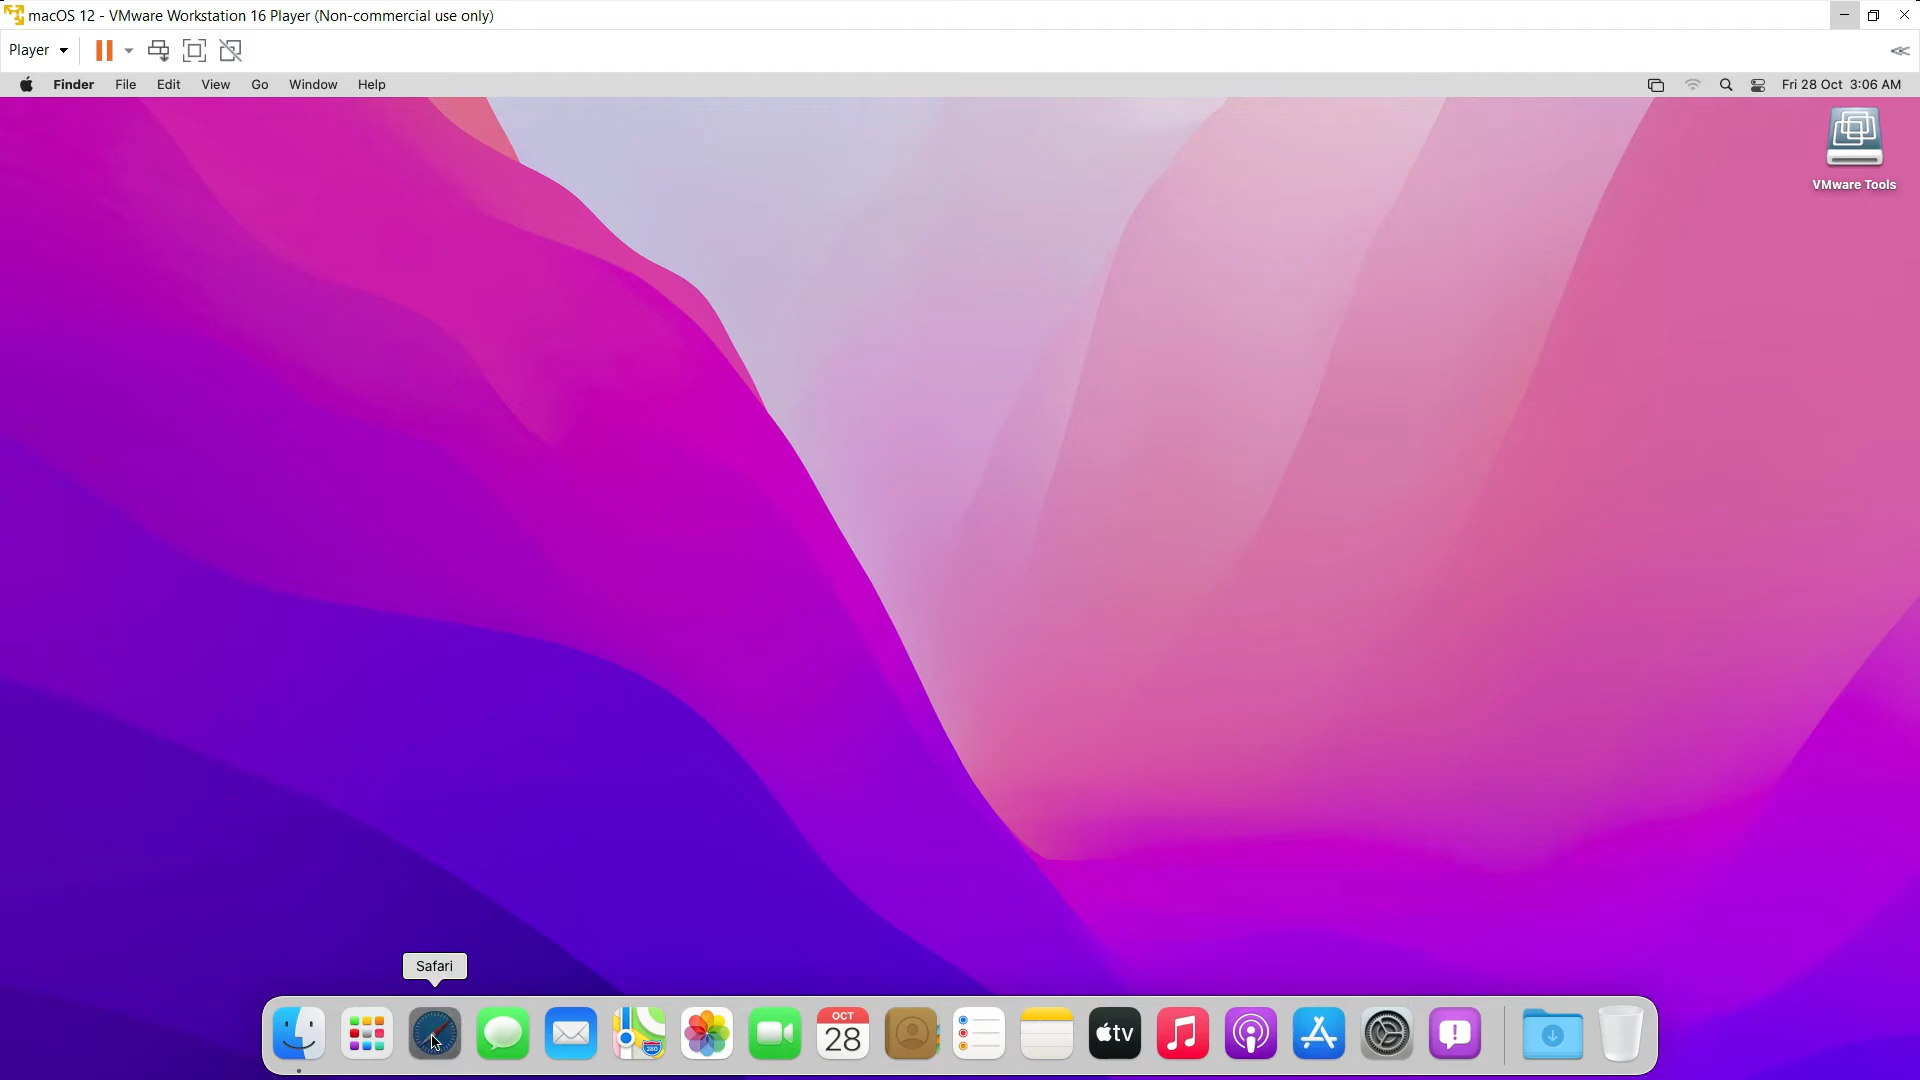 macOS 12 - VMware Workstation 16 Player (Non-commercial use only)
Player
Finder File Edit View Go Window Help Fri 28 Oct 3:06 AM
VMware Tools
Safari
OCT
28
280
tv